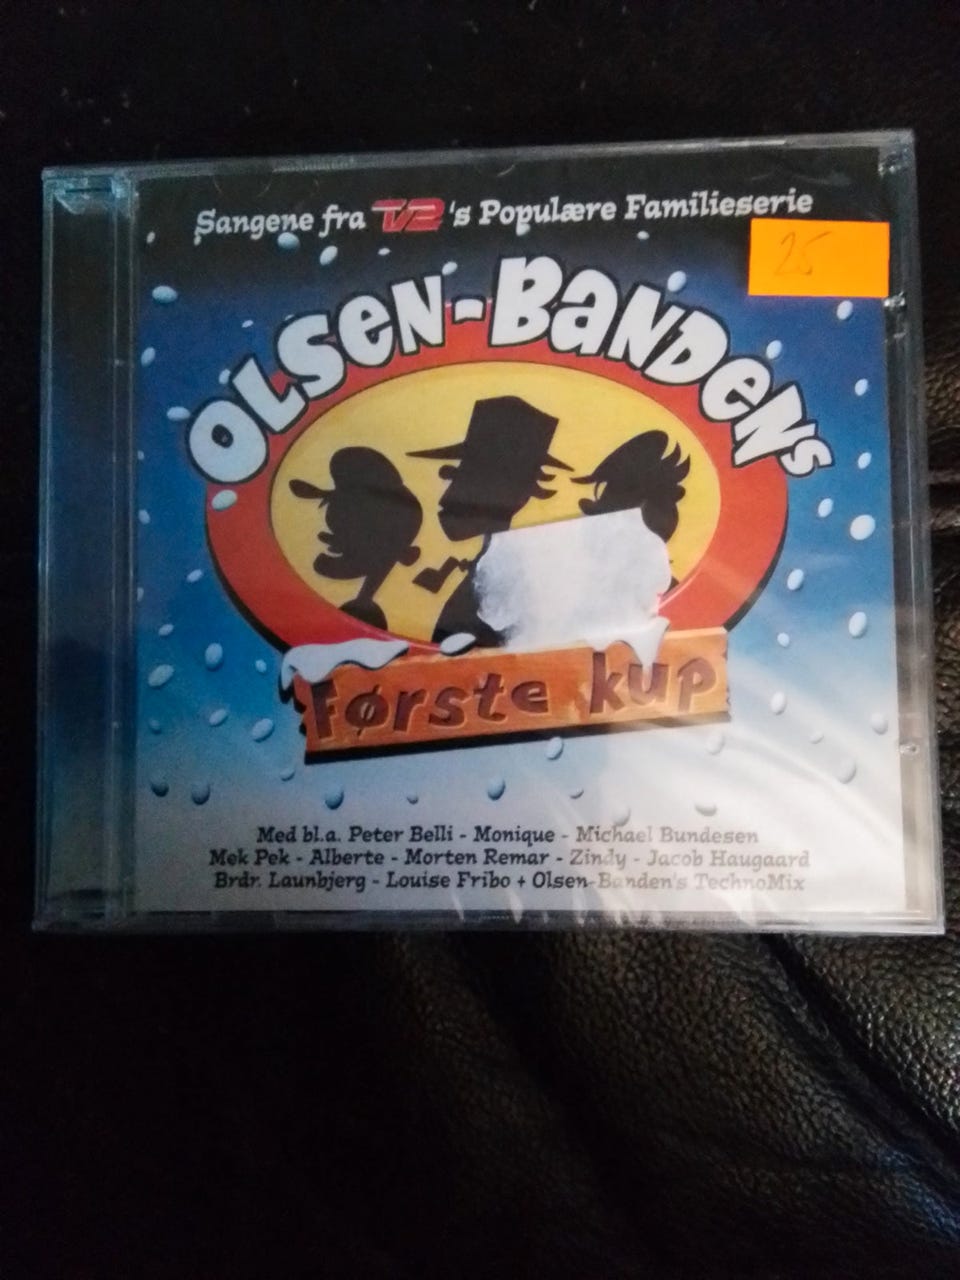 Sangene fra TV2's Populære Familieserie
25
OLSEN-BANDENS
Første kup
Med bl.a. Peter Belli - Monique - Michael Bundesen
Mek Pek - Alberte - Morten Remar - Zindy - Jacob Haugaard
Brdr. Launbjerg - Louise Fribo + Olsen-Banden's TechnoMix